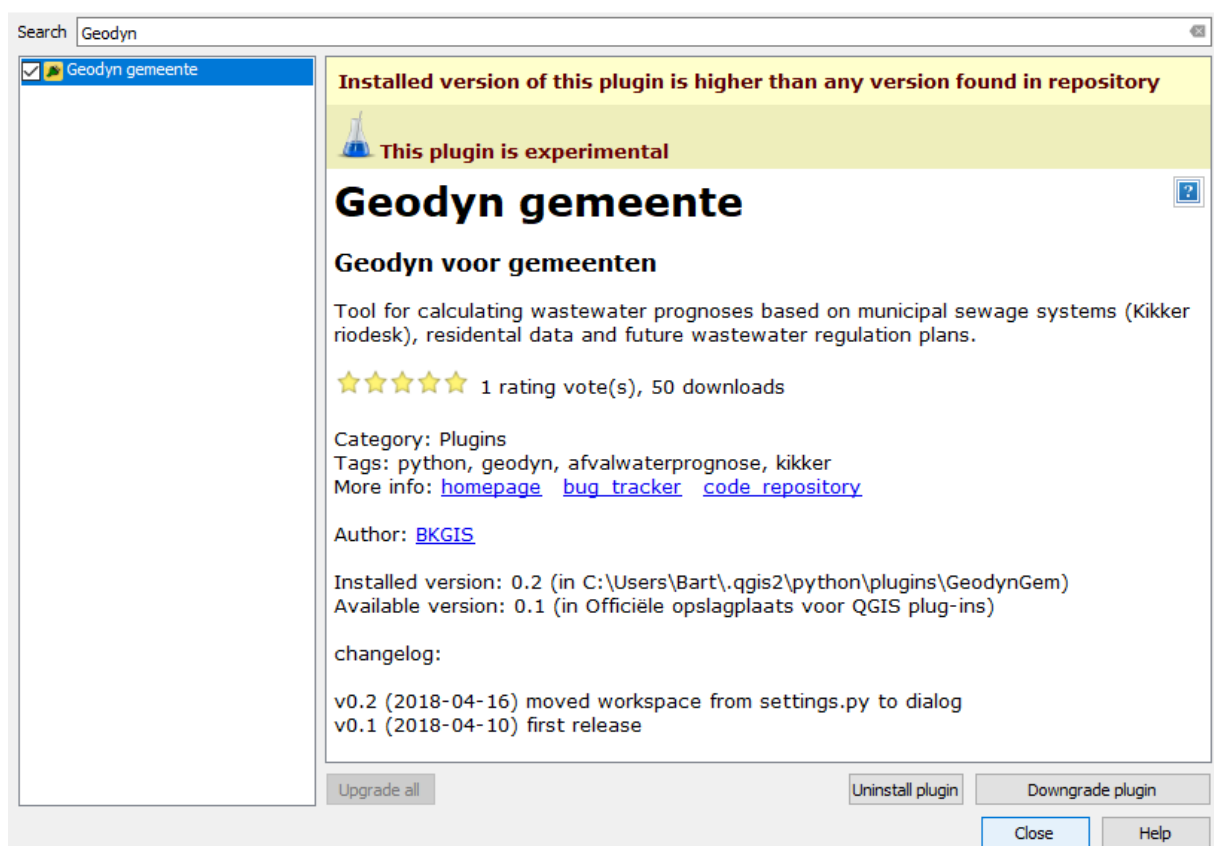 Search Geodyn
Geodyn gemeente
Installed version of this plugin is higher than any version found in repository
This plugin is experimental
Geodyn gemeente
Geodyn voor gemeenten
Tool for calculating wastewater prognoses based on municipal sewage systems (Kikker
riodesk), residental data and future wastewater regulation plans.
1 rating vote(s), 50 downloads
Category: Plugins
Tags: python, geodyn, afvalwaterprognose, kikker
More info: homepage bug tracker code repository
Author: BKGIS
Installed version: 0.2 (in C:\Users\Bart\.qgis2\python\plugins\GeodynGem)
Available version: 0.1 (in Officiële opslagplaats voor QGIS plug-ins)
changelog:
v0.2 (2018-04-16) moved workspace from settings.py to dialog
v0.1 (2018-04-10) first release
Upgrade all Uninstall plugin Downgrade plugin
Close Help